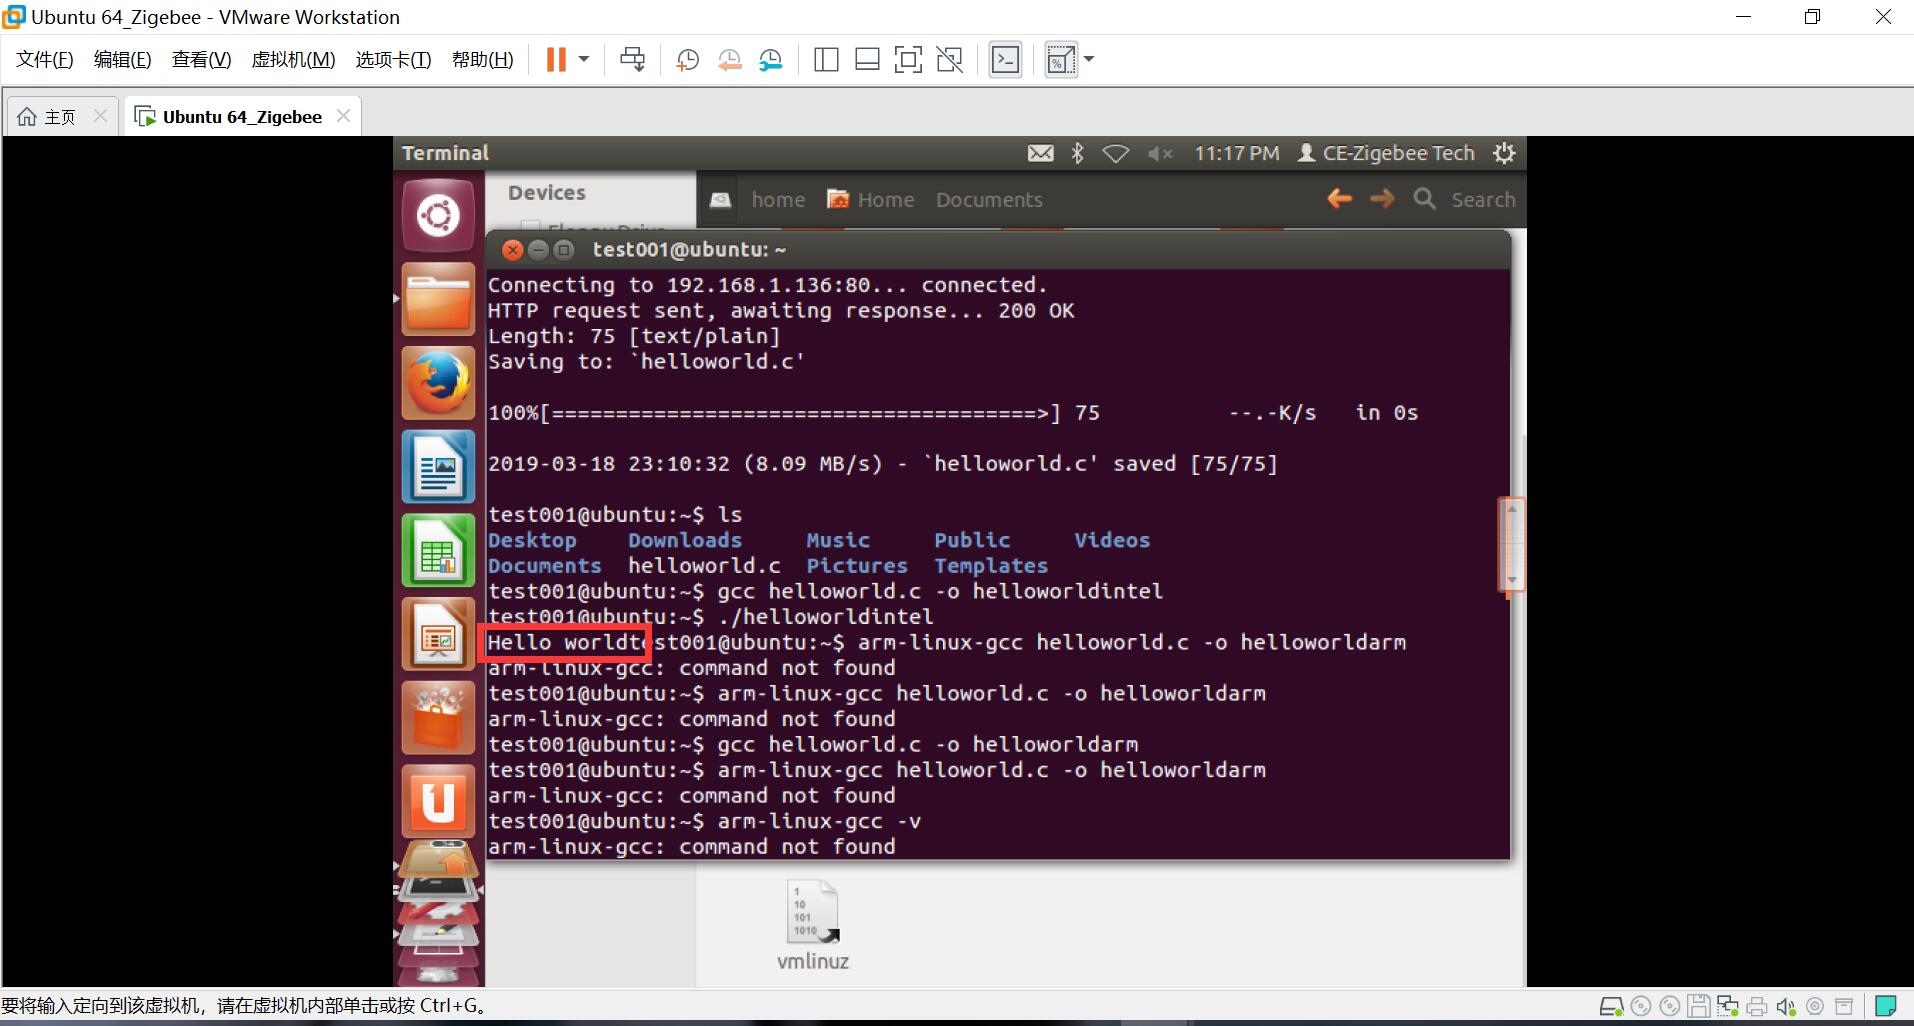 Ubuntu 64_Zigebee - VMware Workstation
文件(F) 编辑(E) 查看(V) 虚拟机(M) 选项卡(T) 帮助(H)
主页 Ubuntu 64_Zigebee
Terminal 11:17 PM CE-Zigebee Tech
Devices home Home Documents Search
Floppy Drive
test001@ubuntu: ~
Connecting to 192.168.1.136:80... connected.
HTTP request sent, awaiting response... 200 OK
Length: 75 [text/plain]
Saving to: `helloworld.c'
100%[======================================>] 75 --.-K/s in 0s
2019-03-18 23:10:32 (8.09 MB/s) - `helloworld.c' saved [75/75]
test001@ubuntu:~$ ls
Desktop Downloads Music Public Videos
Documents helloworld.c Pictures Templates
test001@ubuntu:~$ gcc helloworld.c -o helloworldintel
test001@ubuntu:~$ ./helloworldintel
Hello worldtest001@ubuntu:~$ arm-linux-gcc helloworld.c -o helloworldarm
arm-linux-gcc: command not found
test001@ubuntu:~$ arm-linux-gcc helloworld.c -o helloworldarm
arm-linux-gcc: command not found
test001@ubuntu:~$ gcc helloworld.c -o helloworldarm
test001@ubuntu:~$ arm-linux-gcc helloworld.c -o helloworldarm
arm-linux-gcc: command not found
test001@ubuntu:~$ arm-linux-gcc -v
arm-linux-gcc: command not found
1
10
101
1010
vmlinuz
要将输入定向到该虚拟机，请在虚拟机内部单击或按 Ctrl+G。